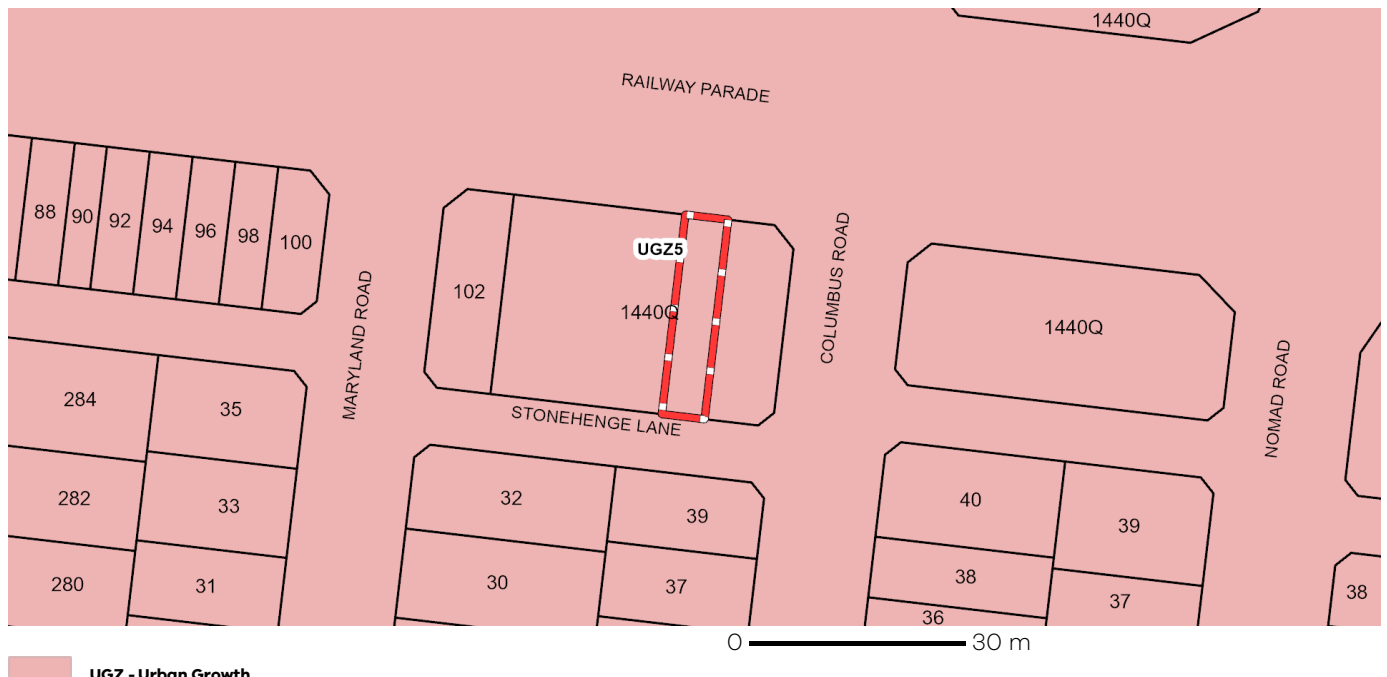 1440Q
RAILWAY PARADE
88
90
92
94
96
98
100
MARYLAND ROAD
102
UGZ5
1440Q
COLUMBUS ROAD
1440Q
NOMAD ROAD
STONEHENGE LANE
284
35
282
33
280
31
32
39
30
37
40
39
38
37
36
38
0 30 m
UGZ - Urban Growth